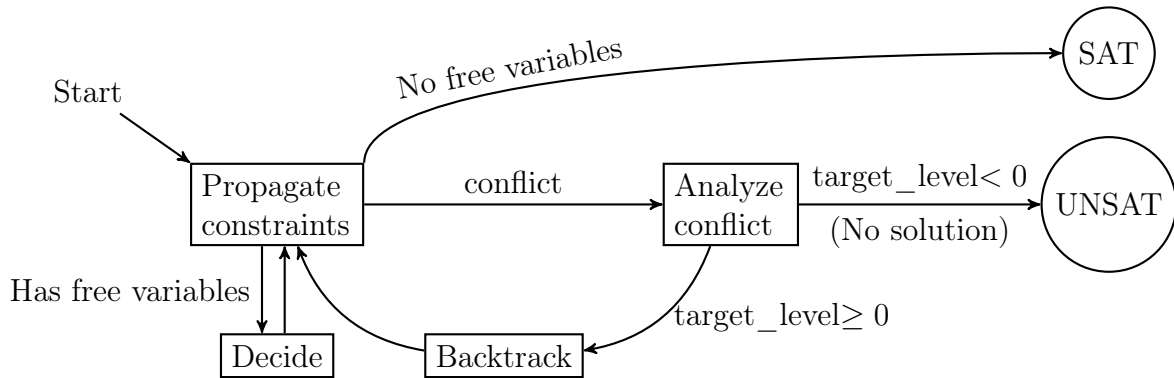 No free variables
SAT
Start
Propagate
constraints
conflict
Analyze
conflict
target_level< 0
(No solution)
UNSAT
Has free variables
target_level≥ 0
Decide
Backtrack